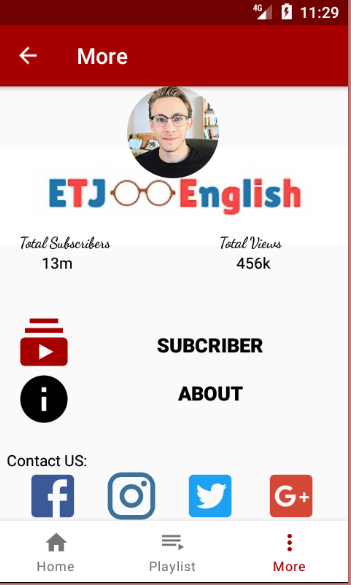 4G 11:29
More
ETJ English
Total Subscribers Total Views
13m 456k
SUBCRIBER
ABOUT
Contact US:
f G+
Home Playlist More